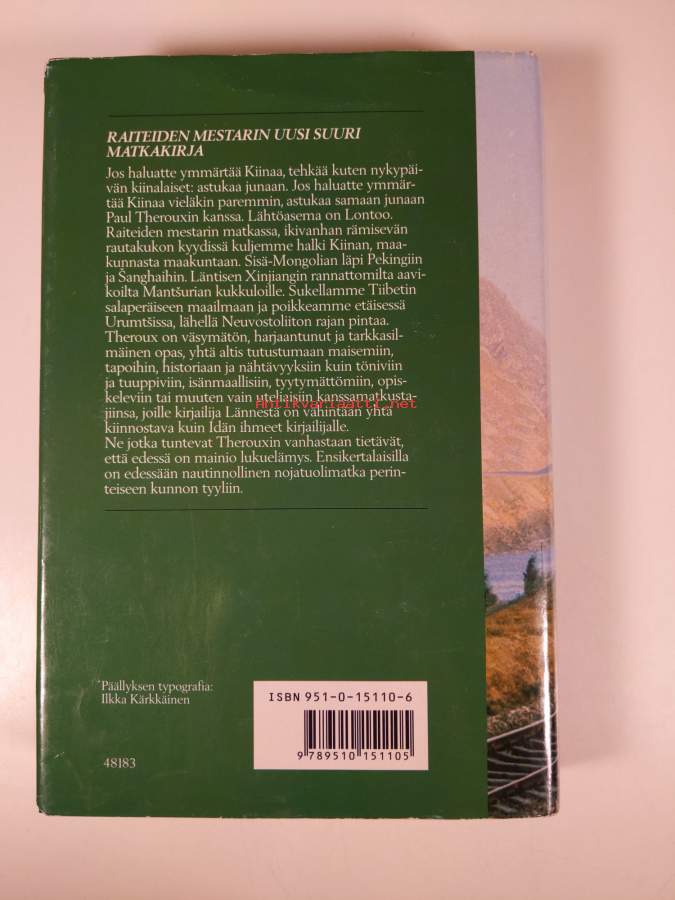 RAITEIDEN MESTARIN UUSI SUURI
MATKAKIRJA
Jos haluatte ymmärtää Kiinaa, tehkää kuten nykypäi-
vän kiinalaiset: astukaa junaan. Jos haluatte ymmär-
tää Kiinaa vieläkin paremmin, astukaa samaan junaan
Paul Therouxin kanssa. Lähtöasema on Lontoo.
Raiteiden mestarin matkassa, ikivanhan rämisevän
rautakukon kyydissä kuljemme halki Kiinan, maa-
kunnasta maakuntaan. Sisä-Mongolian läpi Pekingiin
ja Šanghaihin. Läntisen Xinjiangin rannattomilta aavi-
koilta Mantšurian kukkuloille. Sukellamme Tiibetin
salaperäiseen maailmaan ja poikkeamme etäisessä
Urumtšissa, lähellä Neuvostoliiton rajan pintaa.
Theroux on väsymätön, harjaantunut ja tarkkasil-
mäinen opas, yhtä altis tutustumaan maisemiin,
tapoihin, historiaan ja nähtävyyksiin kuin töniviin
ja tuuppiviin, isänmaallisiin, tyytymättömiin, opis-
keleviin tai muuten vain uteliaisiin kanssamatkusta-
jiinsa, joille kirjailija Lännestä on vähintään yhtä
kiinnostava kuin Idän ihmeet kirjailijalle.
Ne jotka tuntevat Therouxin vanhastaan tietävät,
että edessä on mainio lukuelämys. Ensikertalaisilla
on edessään nautinnollinen nojatuolimatka perin-
teiseen kunnon tyyliin.
Antikvariaatti.net
Päällyksen typografia:
Ilkka Kärkkäinen
48183
ISBN 951-0-15110-6
9 789510 151105